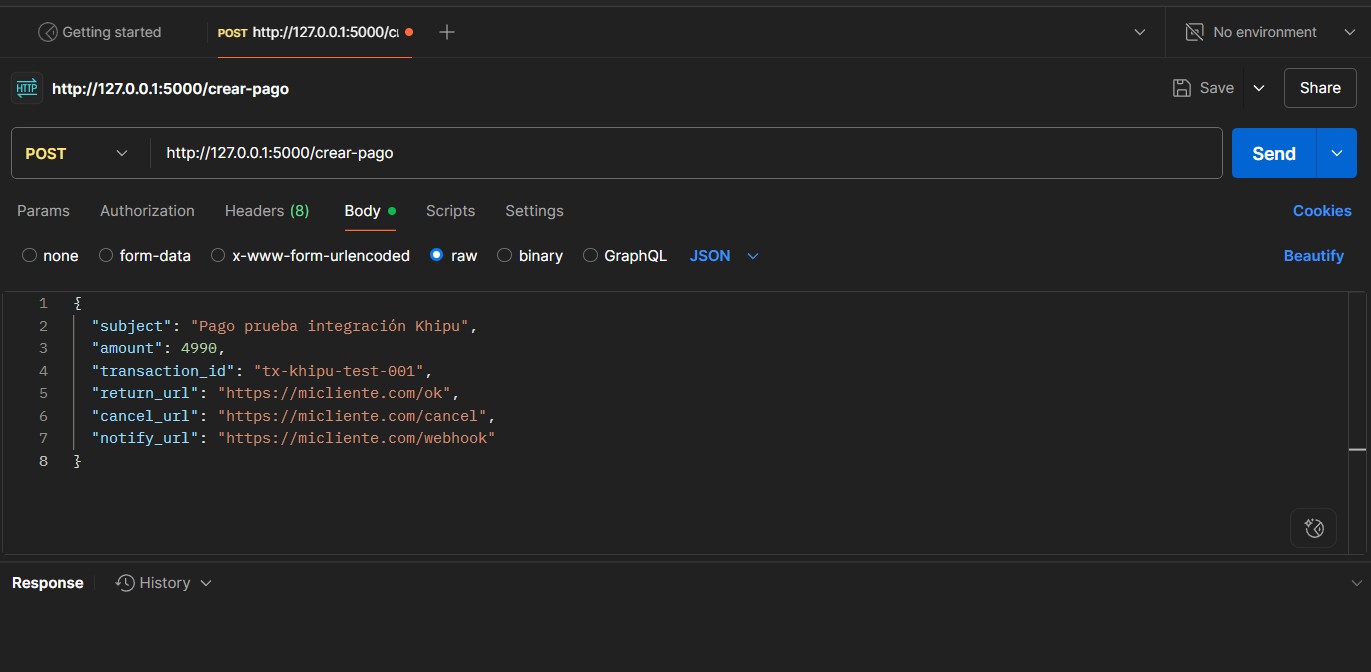 Getting started
POST http://127.0.0.1:5000/c
No environment
HTTP http://127.0.0.1:5000/crear-pago
Save
Share
POST http://127.0.0.1:5000/crear-pago
Send
Params Authorization Headers (8) Body Scripts Settings Cookies
none form-data x-www-form-urlencoded raw binary GraphQL JSON Beautify
1 {
2 "subject": "Pago prueba integración Khipu",
3 "amount": 4990,
4 "transaction_id": "tx-khipu-test-001",
5 "return_url": "https://micliente.com/ok",
6 "cancel_url": "https://micliente.com/cancel",
7 "notify_url": "https://micliente.com/webhook"
8 }
Response History